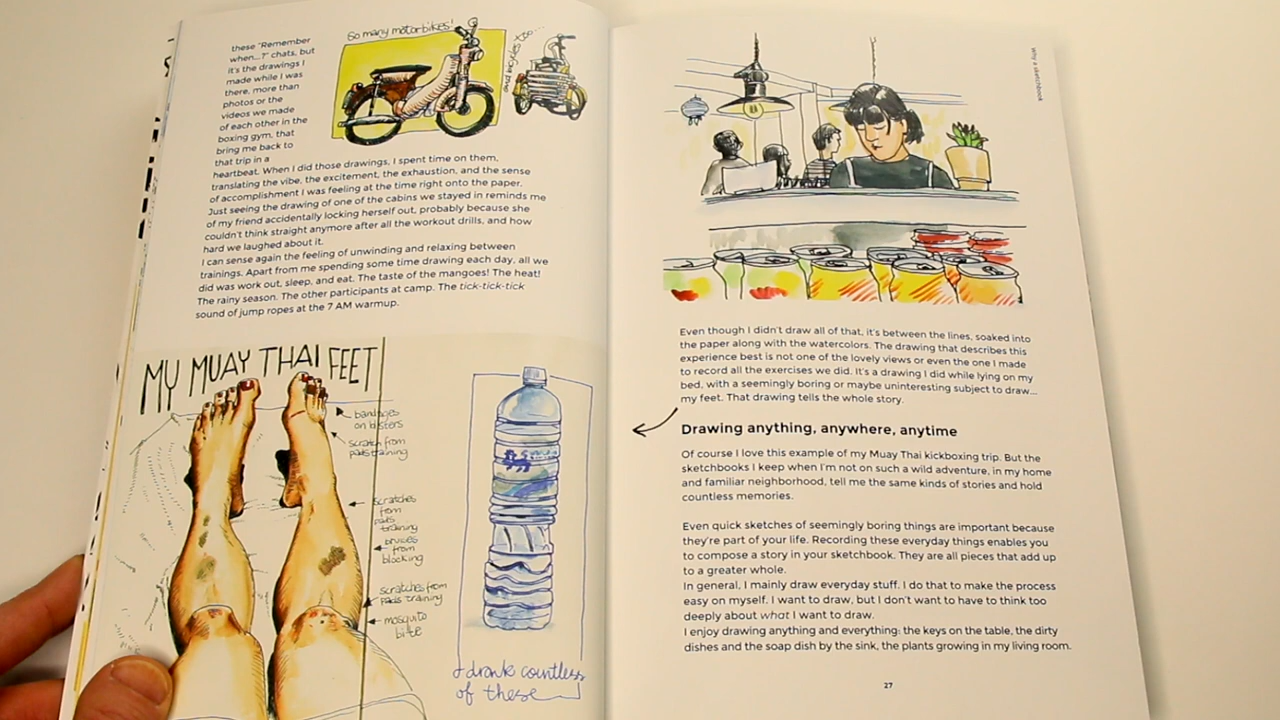 these "Remember
when...?" chats, but
it's the drawings I
made while I was
there, more than
photos or the
videos we made
of each other in the
boxing gym, that
bring me back to
that trip in a
heartbeat. When I did those drawings, I spent time on them,
translating the vibe, the excitement, the exhaustion, and the sense
of accomplishment I was feeling at the time right onto the paper.
Just seeing the drawing of one of the cabins we stayed in reminds me
of my friend accidentally locking herself out, probably because she
couldn't think straight anymore after all the workout drills, and how
hard we laughed about it.
I can sense again the feeling of unwinding and relaxing between
trainings. Apart from me spending some time drawing each day, all we
did was work out, sleep, and eat. The taste of the mangoes! The heat!
The rainy season. The other participants at camp. The tick-tick-tick
sound of jump ropes at the 7 AM warmup.
So many motorbikes!
and bicycles too...
MY MUAY THAI FEET
bandages
on blisters
scratch from
pads training
scratches
from
pads
training
bruises
from
blocking
scratches from
pads training
mosquito
bite
I drank countless
of these
Why a sketchbook
Even though I didn't draw all of that, it's between the lines, soaked into
the paper along with the watercolors. The drawing that describes this
experience best is not one of the lovely views or even the one I made
to record all the exercises we did. It's a drawing I did while lying on my
bed, with a seemingly boring or maybe uninteresting subject to draw...
my feet. That drawing tells the whole story.
Drawing anything, anywhere, anytime
Of course I love this example of my Muay Thai kickboxing trip. But the
sketchbooks I keep when I'm not on such a wild adventure, in my home
and familiar neighborhood, tell me the same kinds of stories and hold
countless memories.
Even quick sketches of seemingly boring things are important because
they're part of your life. Recording these everyday things enables you
to compose a story in your sketchbook. They are all pieces that add up
to a greater whole.
In general, I mainly draw everyday stuff. I do that to make the process
easy on myself. I want to draw, but I don't want to have to think too
deeply about what I want to draw.
I enjoy drawing anything and everything: the keys on the table, the dirty
dishes and the soap dish by the sink, the plants growing in my living room.
27